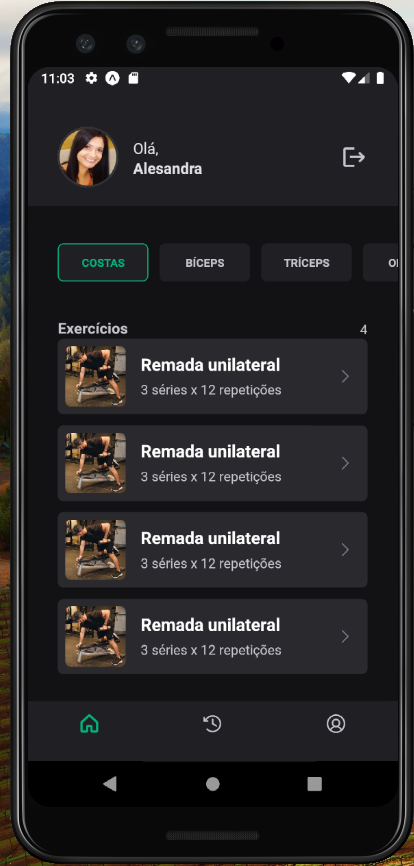 11:03
Olá,
Alesandra
COSTAS BÍCEPS TRÍCEPS
Exercícios 4
Remada unilateral
3 séries x 12 repetições
Remada unilateral
3 séries x 12 repetições
Remada unilateral
3 séries x 12 repetições
Remada unilateral
3 séries x 12 repetições